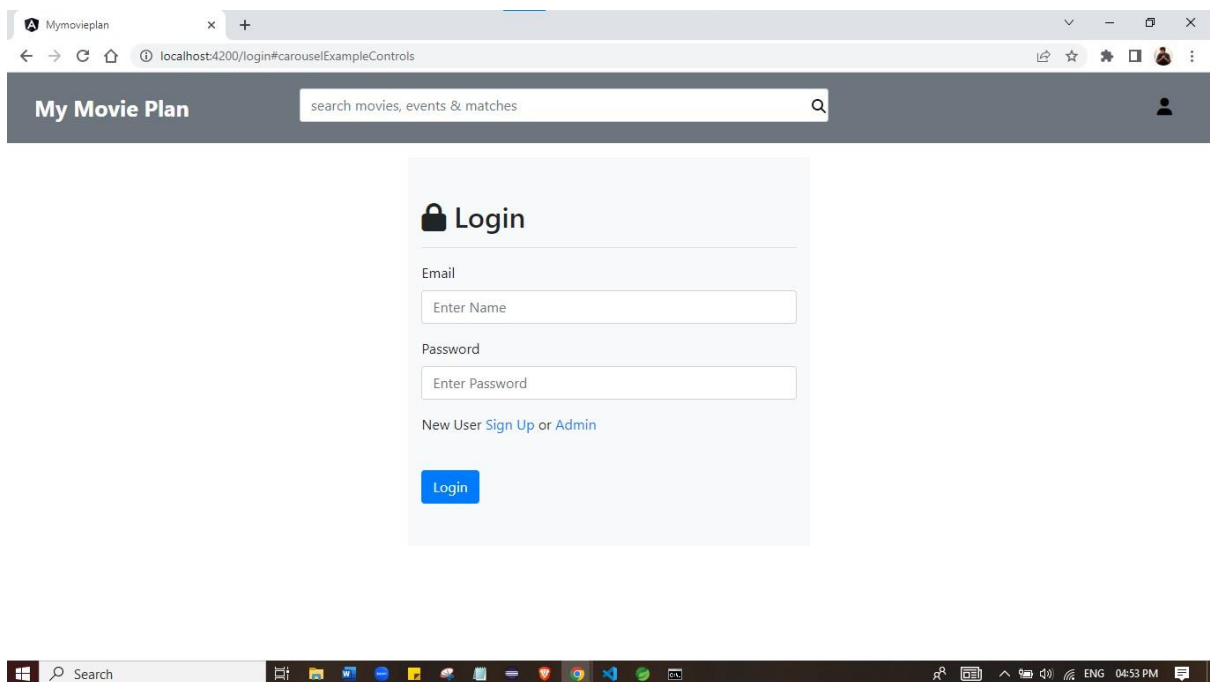 Mymovieplan
localhost:4200/login#carouselExampleControls
My Movie Plan
search movies, events & matches
Login
Email
Enter Name
Password
Enter Password
New User Sign Up or Admin
Login
Search
ENG 04:53 PM